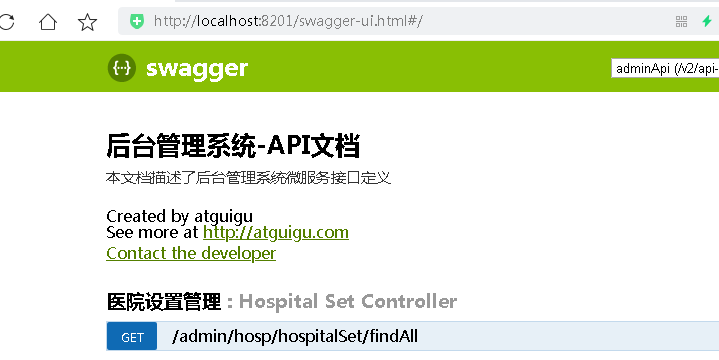 http://localhost:8201/swagger-ui.html#/
{···} swagger
adminApi (/v2/api-
后台管理系统-API文档
本文档描述了后台管理系统微服务接口定义
Created by atguigu
See more at http://atguigu.com
Contact the developer
医院设置管理 : Hospital Set Controller
GET /admin/hosp/hospitalSet/findAll